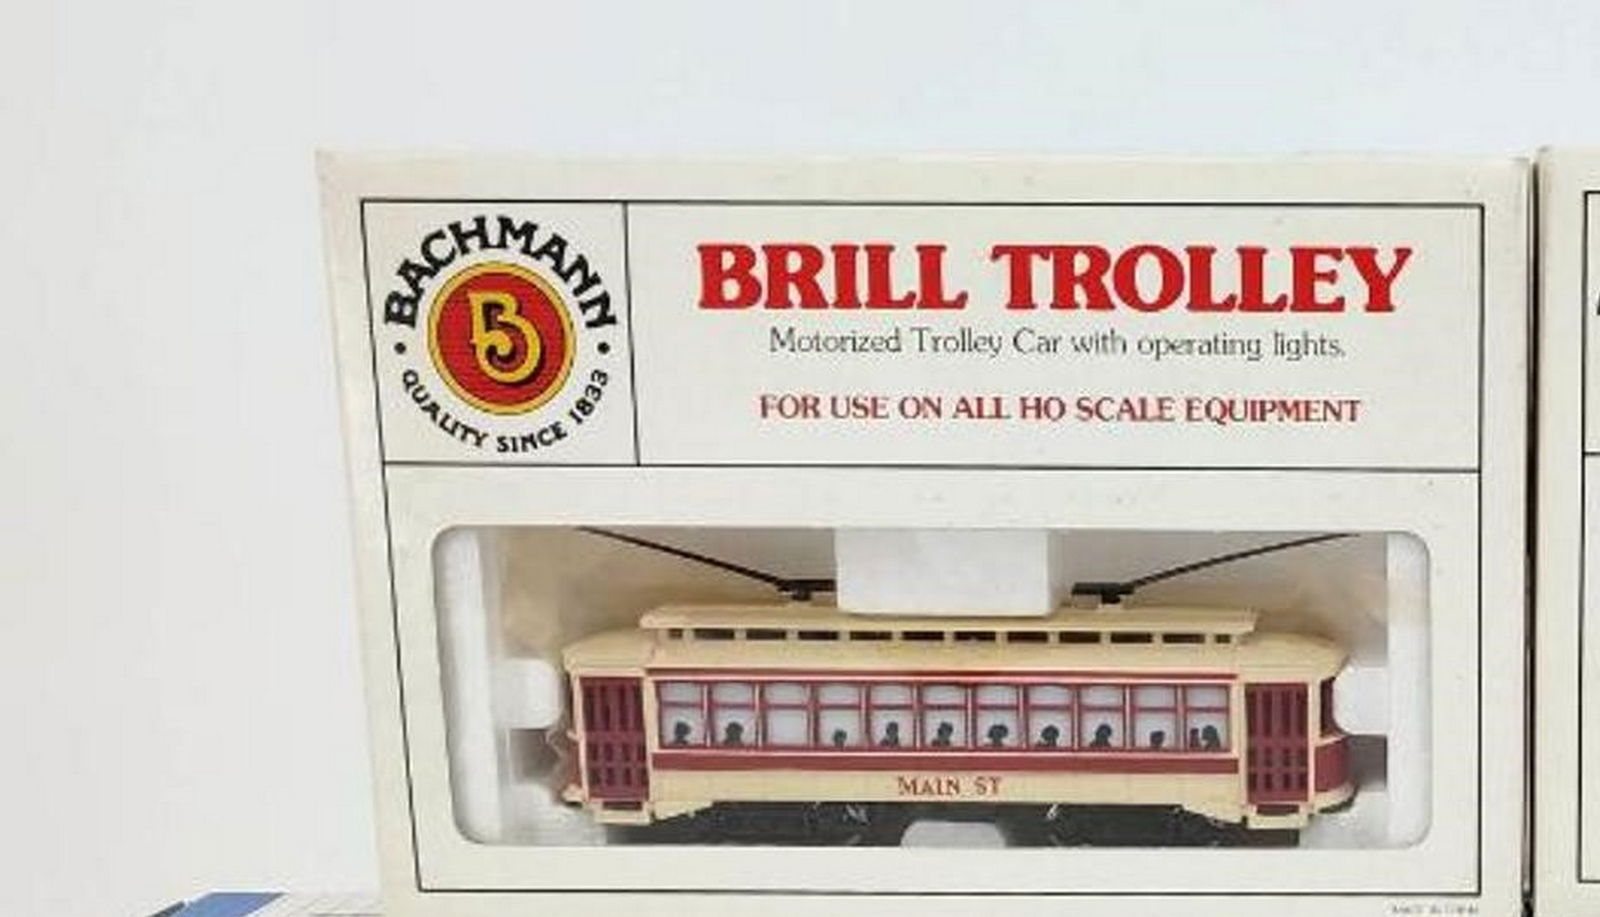 BACHMANN
B
• QUALITY SINCE 1833 •
BRILL TROLLEY
Motorized Trolley Car with operating lights.
FOR USE ON ALL HO SCALE EQUIPMENT
MAIN ST